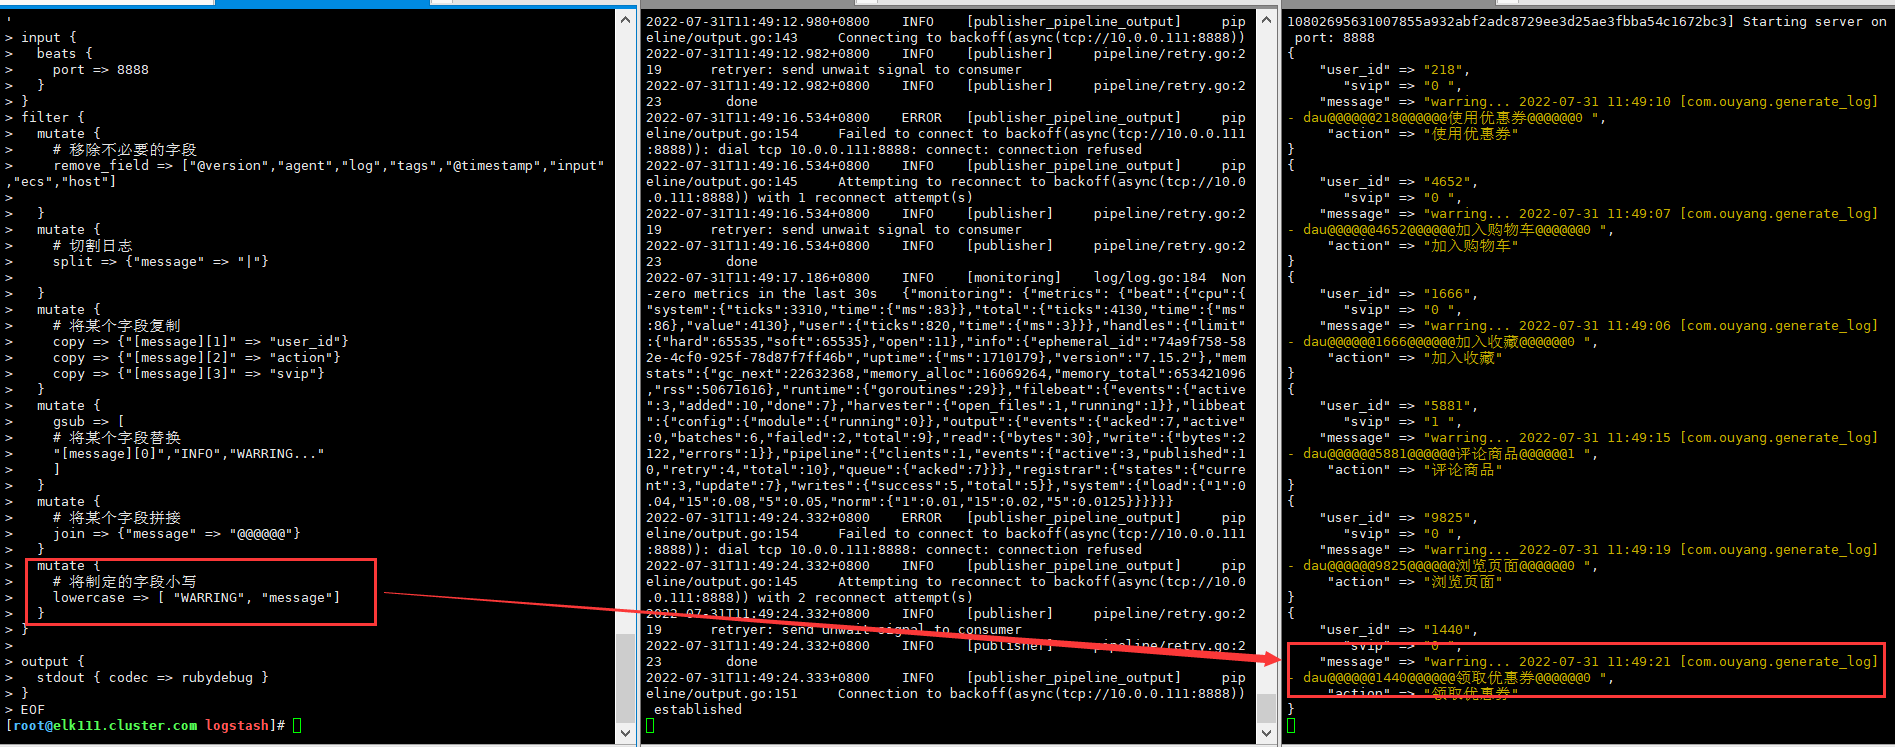 '
> input {
>   beats {
>     port => 8888
>   }
> }
> filter {
>   mutate {
>     # 移除不必要的字段
>     remove_field => ["@version","agent","log","tags","@timestamp","input"
,"ecs","host"]
>
>   }
>   mutate {
>     # 切割日志
>     split => {"message" => "|"}
>
>   }
>   mutate {
>     # 将某个字段复制
>     copy => {"[message][1]" => "user_id"}
>     copy => {"[message][2]" => "action"}
>     copy => {"[message][3]" => "svip"}
>   }
>   mutate {
>     gsub => [
>     # 将某个字段替换
>     "[message][0]","INFO","WARRING..."
>     ]
>   }
>   mutate {
>     # 将某个字段拼接
>     join => {"message" => "@@@@@@"}
>   }
>   mutate {
>     # 将制定的字段小写
>     lowercase => [ "WARRING", "message"]
>   }
> }
>
> output {
>   stdout { codec => rubydebug }
> }
> EOF
[root@elk111.cluster.com logstash]#
2022-07-31T11:49:12.980+0800    INFO    [publisher_pipeline_output]     pip
eline/output.go:143     Connecting to backoff(async(tcp://10.0.0.111:8888))
2022-07-31T11:49:12.982+0800    INFO    [publisher]     pipeline/retry.go:2
19      retryer: send unwait signal to consumer
2022-07-31T11:49:12.982+0800    INFO    [publisher]     pipeline/retry.go:2
23        done
2022-07-31T11:49:16.534+0800    ERROR   [publisher_pipeline_output]     pip
eline/output.go:154     Failed to connect to backoff(async(tcp://10.0.0.111
:8888)): dial tcp 10.0.0.111:8888: connect: connection refused
2022-07-31T11:49:16.534+0800    INFO    [publisher_pipeline_output]     pip
eline/output.go:145     Attempting to reconnect to backoff(async(tcp://10.0
.0.111:8888)) with 1 reconnect attempt(s)
2022-07-31T11:49:16.534+0800    INFO    [publisher]     pipeline/retry.go:2
19      retryer: send unwait signal to consumer
2022-07-31T11:49:16.534+0800    INFO    [publisher]     pipeline/retry.go:2
23        done
2022-07-31T11:49:17.186+0800    INFO    [monitoring]    log/log.go:184  Non
-zero metrics in the last 30s   {"monitoring": {"metrics": {"beat":{"cpu":{
"system":{"ticks":3310,"time":{"ms":83}},"total":{"ticks":4130,"time":{"ms"
:86},"value":4130},"user":{"ticks":820,"time":{"ms":3}}},"handles":{"limit"
:{"hard":65535,"soft":65535},"open":11},"info":{"ephemeral_id":"74a9f758-58
2e-4cf0-925f-78d87f7ff46b","uptime":{"ms":1710179},"version":"7.15.2"},"mem
stats":{"gc_next":22632368,"memory_alloc":16069264,"memory_total":653421096
,"rss":50671616},"runtime":{"goroutines":29}},"filebeat":{"events":{"active
":3,"added":10,"done":7},"harvester":{"open_files":1,"running":1}},"libbeat
":{"config":{"module":{"running":0}},"output":{"events":{"acked":7,"active"
:0,"batches":6,"failed":2,"total":9},"read":{"bytes":30},"write":{"bytes":2
122,"errors":1}},"pipeline":{"clients":1,"events":{"active":3,"published":1
0,"retry":4,"total":10},"queue":{"acked":7}}},"registrar":{"states":{"curre
nt":3,"update":7},"writes":{"success":5,"total":5}},"system":{"load":{"1":0
.04,"15":0.08,"5":0.05,"norm":{"1":0.01,"15":0.02,"5":0.0125}}}}}}
2022-07-31T11:49:24.332+0800    ERROR   [publisher_pipeline_output]     pip
eline/output.go:154     Failed to connect to backoff(async(tcp://10.0.0.111
:8888)): dial tcp 10.0.0.111:8888: connect: connection refused
2022-07-31T11:49:24.332+0800    INFO    [publisher_pipeline_output]     pip
eline/output.go:145     Attempting to reconnect to backoff(async(tcp://10.0
.0.111:8888)) with 2 reconnect attempt(s)
2022-07-31T11:49:24.332+0800    INFO    [publisher]     pipeline/retry.go:2
19      retryer: send unwait signal to consumer
2022-07-31T11:49:24.332+0800    INFO    [publisher]     pipeline/retry.go:2
23        done
2022-07-31T11:49:24.333+0800    INFO    [publisher_pipeline_output]     pip
eline/output.go:151     Connection to backoff(async(tcp://10.0.0.111:8888))
 established
10802695631007855a932abf2adc8729ee3d25ae3fbba54c1672bc3] Starting server on
 port: 8888
{
    "user_id" => "218",
       "svip" => "0 ",
    "message" => "warring... 2022-07-31 11:49:10 [com.ouyang.generate_log]
- dau@@@@@@218@@@@@@使用优惠券@@@@@@0 ",
     "action" => "使用优惠券"
}
{
    "user_id" => "4652",
       "svip" => "0 ",
    "message" => "warring... 2022-07-31 11:49:07 [com.ouyang.generate_log]
- dau@@@@@@4652@@@@@@加入购物车@@@@@@0 ",
     "action" => "加入购物车"
}
{
    "user_id" => "1666",
       "svip" => "0 ",
    "message" => "warring... 2022-07-31 11:49:06 [com.ouyang.generate_log]
- dau@@@@@@1666@@@@@@加入收藏@@@@@@0 ",
     "action" => "加入收藏"
}
{
    "user_id" => "5881",
       "svip" => "1 ",
    "message" => "warring... 2022-07-31 11:49:15 [com.ouyang.generate_log]
- dau@@@@@@5881@@@@@@评论商品@@@@@@1 ",
     "action" => "评论商品"
}
{
    "user_id" => "9825",
       "svip" => "0 ",
    "message" => "warring... 2022-07-31 11:49:19 [com.ouyang.generate_log]
- dau@@@@@@9825@@@@@@浏览页面@@@@@@0 ",
     "action" => "浏览页面"
}
{
    "user_id" => "1440",
       "svip" => "0 ",
    "message" => "warring... 2022-07-31 11:49:21 [com.ouyang.generate_log]
- dau@@@@@@1440@@@@@@领取优惠券@@@@@@0 ",
     "action" => "领取优惠券"
}